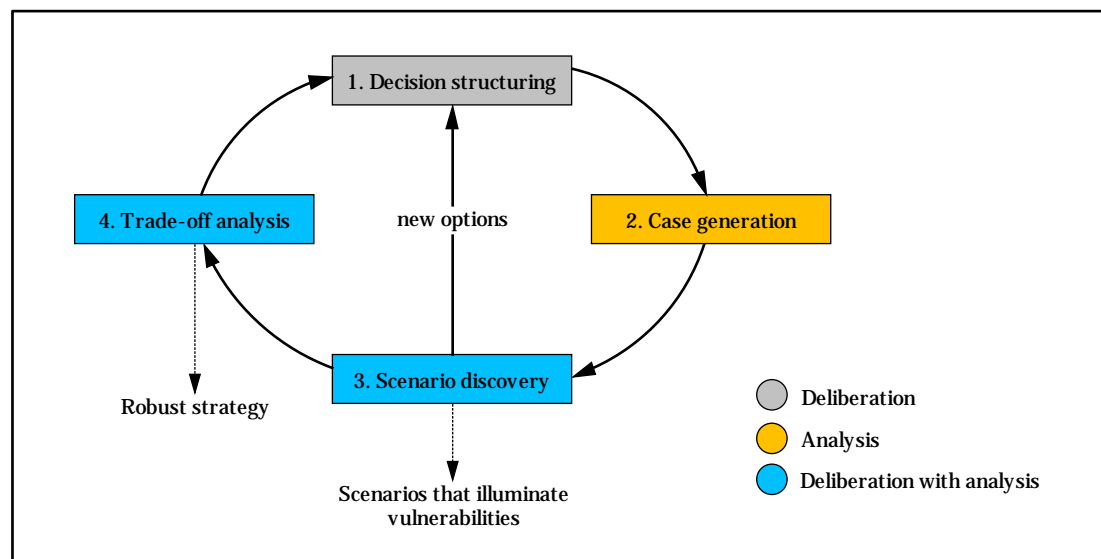 1. Decision structuring
4. Trade-off analysis
new options
2. Case generation
3. Scenario discovery
Robust strategy
Scenarios that illuminate
vulnerabilities
Deliberation
Analysis
Deliberation with analysis